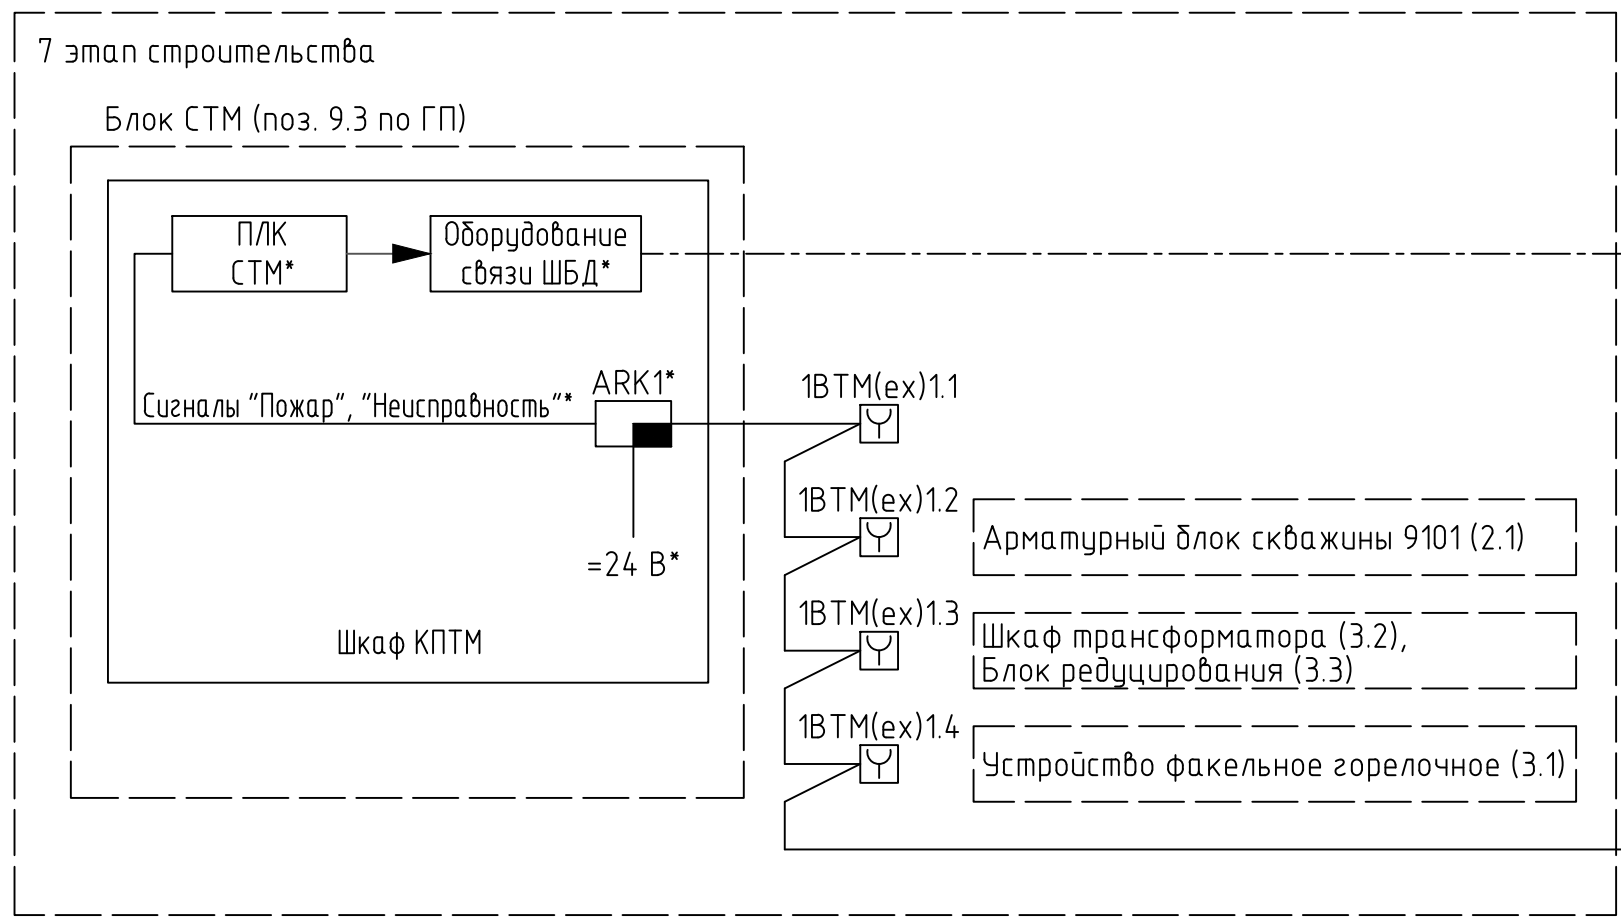 7 этап строительства
Блок СТМ (поз. 9.3 по ГП)
ПЛК
СТМ*
Оборудование
связи ШБД*
ARK1*
Сигналы "Пожар", "Неисправность"*
=24 В*
Шкаф КПТМ
1BTM(ex)1.1
1BTM(ex)1.2
Арматурный блок скважины 9101 (2.1)
1BTM(ex)1.3
Шкаф трансформатора (3.2),
Блок редуцирования (3.3)
1BTM(ex)1.4
Устройство факельное горелочное (3.1)